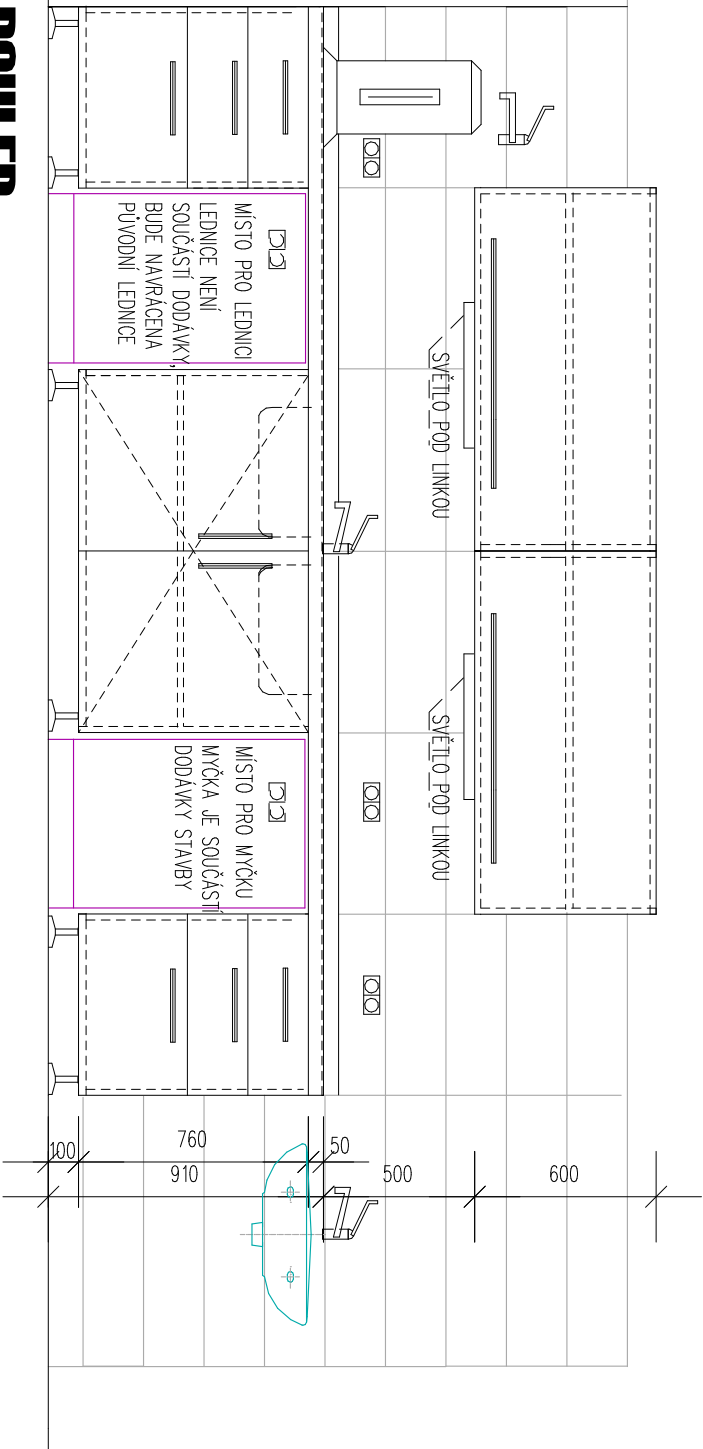 SVĚTLO POD LINKOU
SVĚTLO POD LINKOU
MÍSTO PRO LEDNICI
LEDNICE NENÍ
SOUČÁSTÍ DODÁVKY,
BUDE NAVRÁCENA
PŮVODNÍ LEDNICE
MÍSTO PRO MYČKU
MYČKA JE SOUČÁSTÍ
DODÁVKY STAVBY
100
760
50
910
500
600